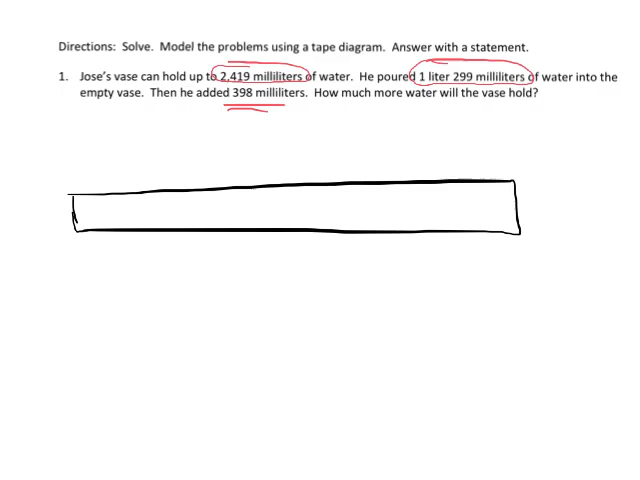 Directions: Solve. Model the problems using a tape diagram. Answer with a statement.
1. Jose's vase can hold up to 2,419 milliliters of water. He poured 1 liter 299 milliliters of water into the
empty vase. Then he added 398 milliliters. How much more water will the vase hold?